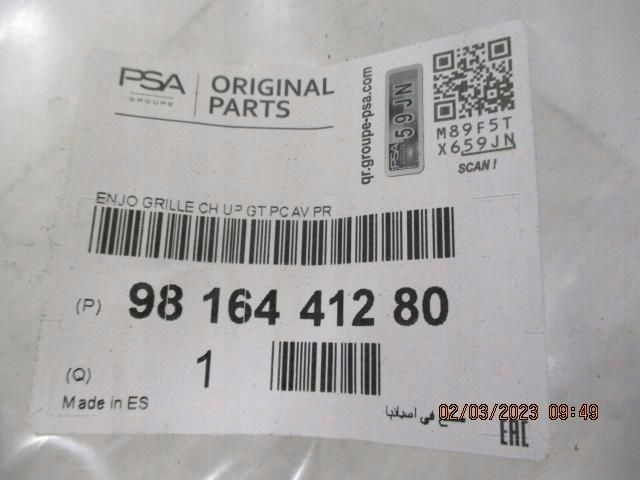 PSA
GROUPE
ORIGINAL
PARTS
qr.groupe-psa.com
PSA 59JN
M89F5T
X659JN
SCAN!
ENJO GRILLE CH UP GT PC AV PR
(P) 98 164 412 80
(Q) 1
Made in ES
في اسبانيا
EAC
02/03/2023 09:49